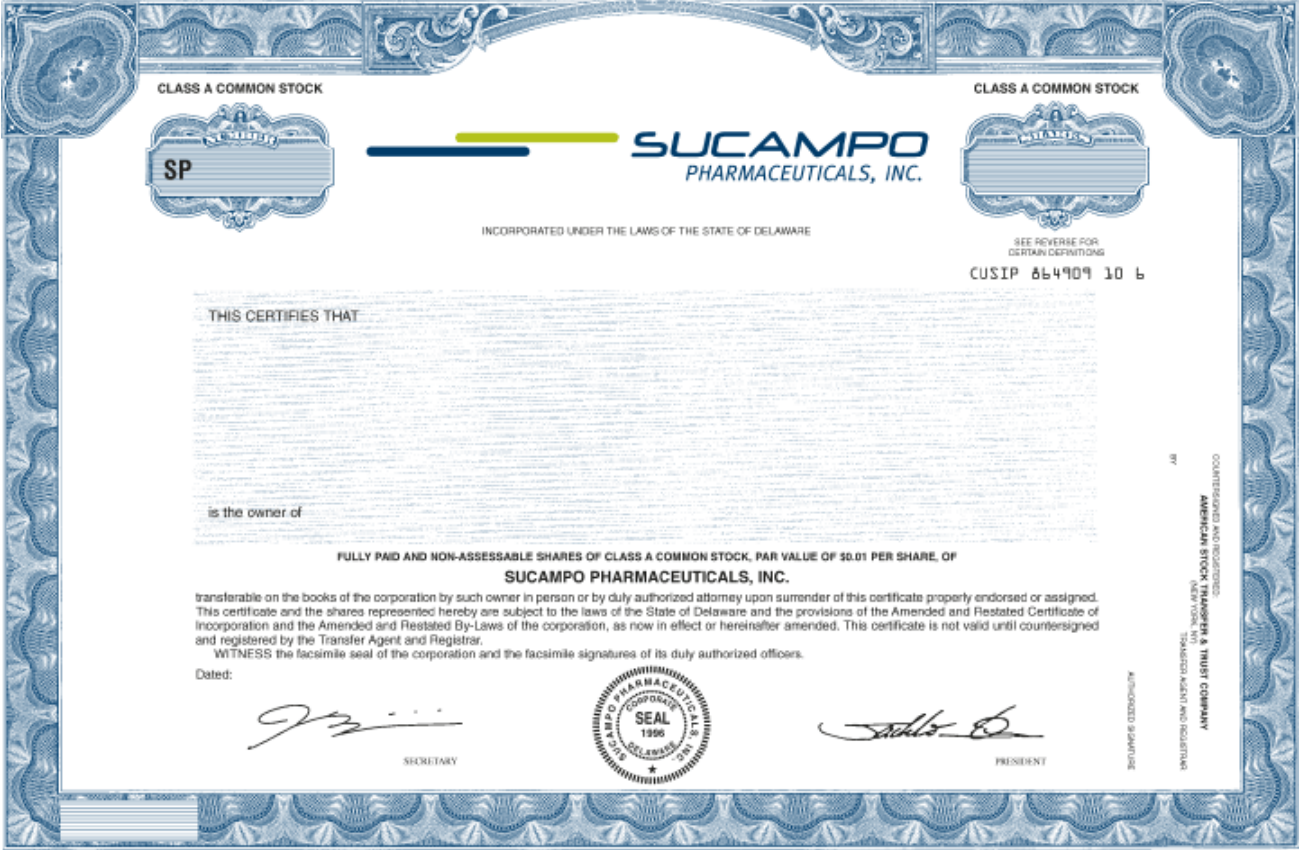 CLASS A COMMON STOCK
CLASS A COMMON STOCK
NUMBER
SHARES
SP
SUCAMPO
PHARMACEUTICALS, INC.
INCORPORATED UNDER THE LAWS OF THE STATE OF DELAWARE
SEE REVERSE FOR
CERTAIN DEFINITIONS
CUSIP 864909 10 6
THIS CERTIFIES THAT
is the owner of
FULLY PAID AND NON-ASSESSABLE SHARES OF CLASS A COMMON STOCK, PAR VALUE OF $0.01 PER SHARE, OF
SUCAMPO PHARMACEUTICALS, INC.
transferable on the books of the corporation by such owner in person or by duly authorized attorney upon surrender of this certificate properly endorsed or assigned.
This certificate and the shares represented hereby are subject to the laws of the State of Delaware and the provisions of the Amended and Restated Certificate of
Incorporation and the Amended and Restated By-Laws of the corporation, as now in effect or hereinafter amended. This certificate is not valid until countersigned
and registered by the Transfer Agent and Registrar.
WITNESS the facsimile seal of the corporation and the facsimile signatures of its duly authorized officers.
Dated:
SECRETARY
SUCAMPO PHARMACEUTICALS, INC.
CORPORATE
SEAL
1996
DELAWARE
PRESIDENT
COUNTERSIGNED AND REGISTERED
AMERICAN STOCK TRANSFER & TRUST COMPANY
(NEW YORK, NY)
TRANSFER AGENT AND REGISTRAR
BY
AUTHORIZED SIGNATURE